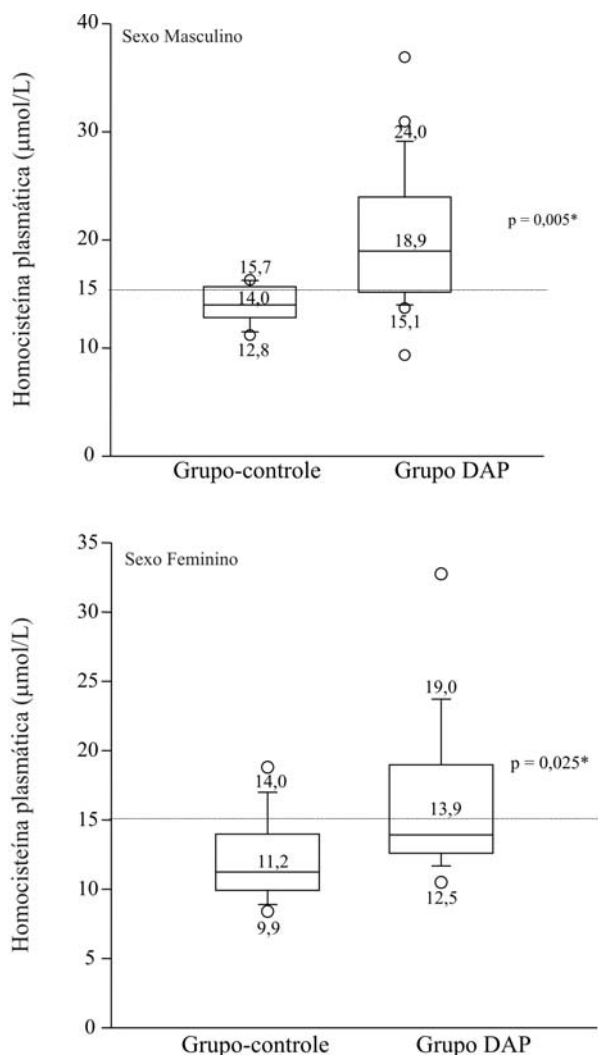 Homocisteína plasmática (µmol/L)
Sexo Masculino
40
30
20
15
10
0
15,7
14,0
12,8
24,0
18,9
15,1
p = 0,005*
Grupo-controle
Grupo DAP
Homocisteína plasmática (µmol/L)
Sexo Feminino
35
30
25
20
15
10
5
0
14,0
11,2
9,9
19,0
13,9
12,5
p = 0,025*
Grupo-controle
Grupo DAP